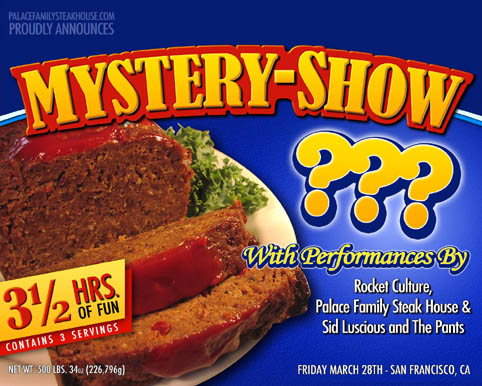 PALACEFAMILYSTEAKHOUSE.COM
PROUDLY ANNOUNCES
MYSTERY-SHOW
???
With Performances By
Rocket Culture,
Palace Family Steak House &
Sid Luscious and The Pants
3 1/2 HRS.
OF FUN
CONTAINS 3 SERVINGS
NET WT. 500 LBS. 34oz (226,796g)
FRIDAY MARCH 28TH - SAN FRANCISCO, CA